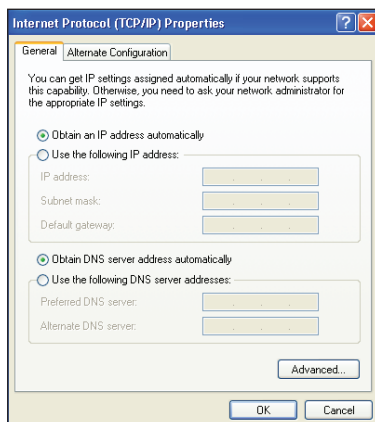 Internet Protocol (TCP/IP) Properties
General
Alternate Configuration
You can get IP settings assigned automatically if your network supports
this capability. Otherwise, you need to ask your network administrator for
the appropriate IP settings.
Obtain an IP address automatically
Use the following IP address:
IP address:
Subnet mask:
Default gateway:
Obtain DNS server address automatically
Use the following DNS server addresses:
Preferred DNS server:
Alternate DNS server:
Advanced...
OK
Cancel